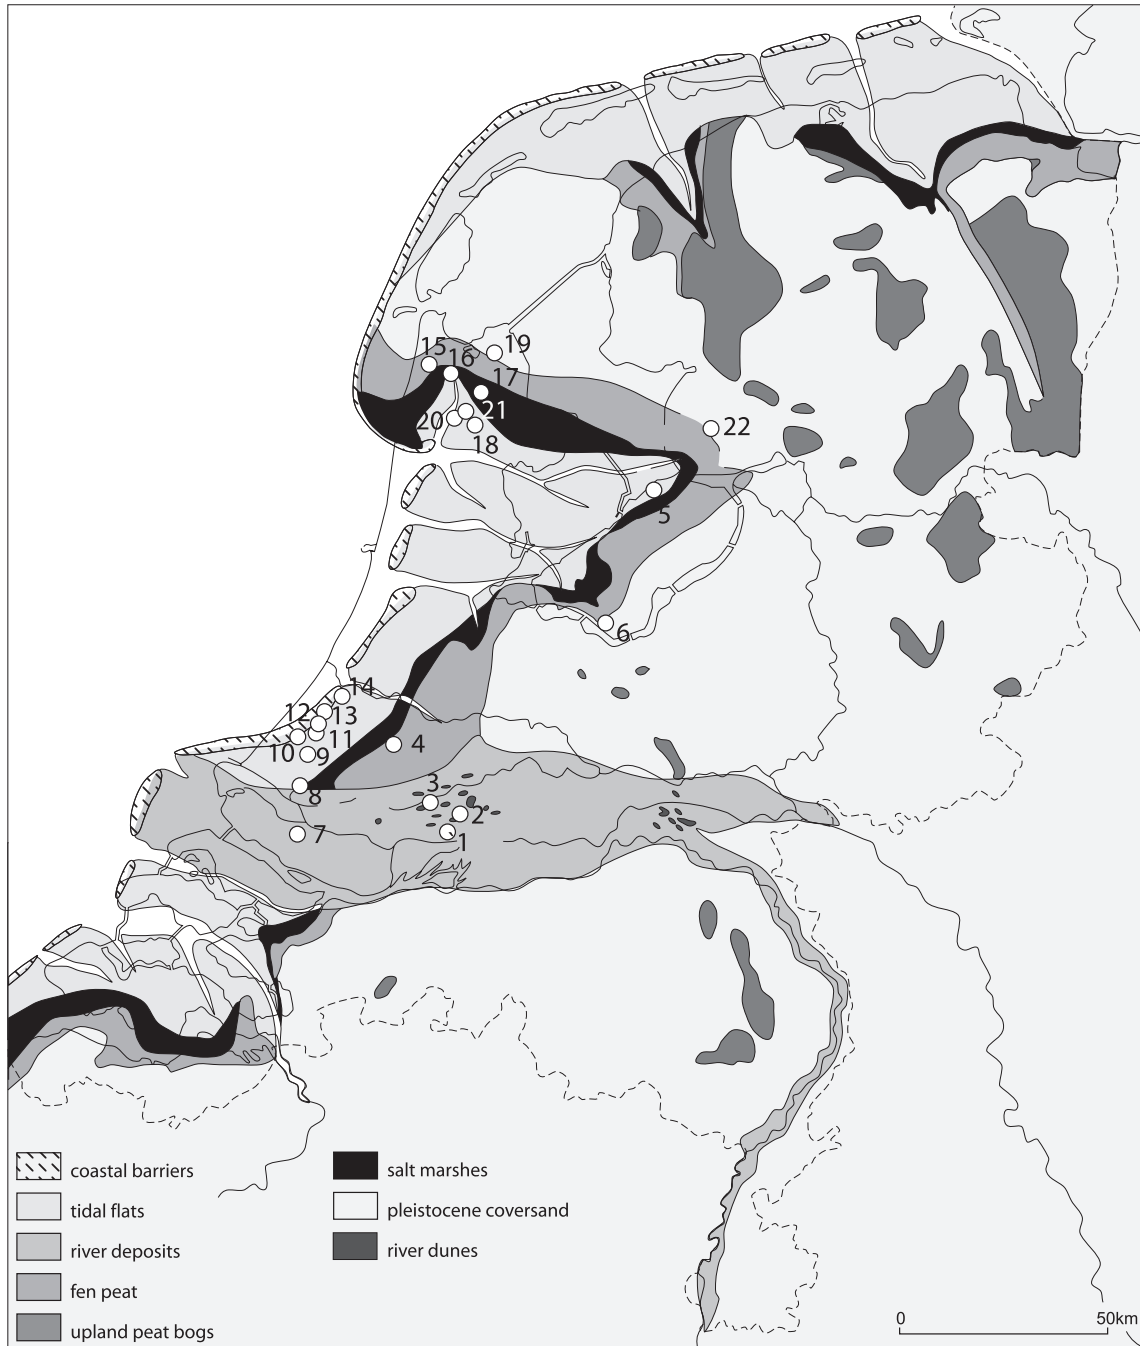 15
16
19
17
20
21
18
22
5
6
14
12
13
10
11
9
4
3
8
2
7
1
coastal barriers
tidal flats
river deposits
fen peat
upland peat bogs
salt marshes
pleistocene coversand
river dunes
0 50km